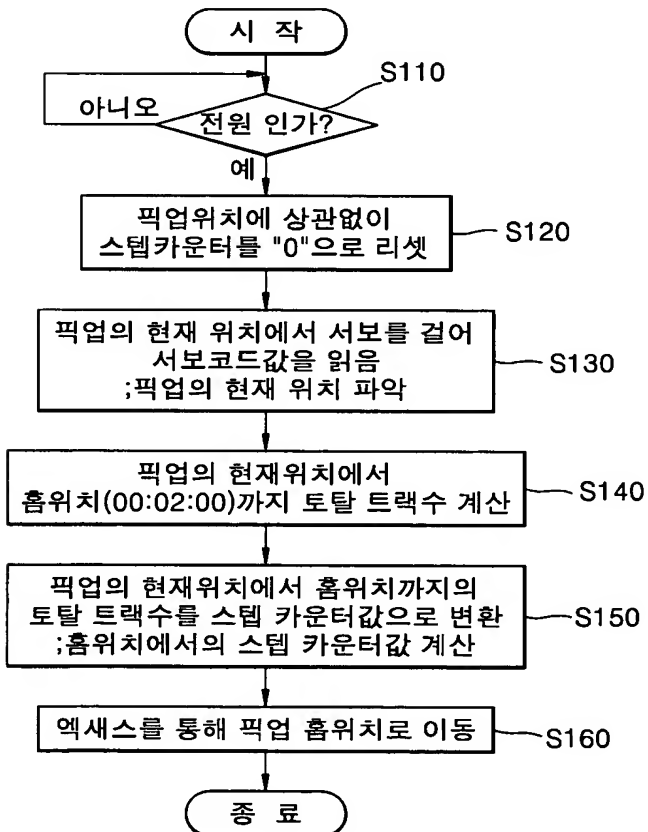 시 작
S110
아니오
전원 인가?
예
픽업위치에 상관없이
스텝카운터를 "0"으로 리셋
S120
픽업의 현재 위치에서 서보를 걸어
서보코드값을 읽음
;픽업의 현재 위치 파악
S130
픽업의 현재위치에서
홈위치(00:02:00)까지 토탈 트랙수 계산
S140
픽업의 현재위치에서 홈위치까지의
토탈 트랙수를 스텝 카운터값으로 변환
;홈위치에서의 스텝 카운터값 계산
S150
엑세스를 통해 픽업 홈위치로 이동
S160
종 료